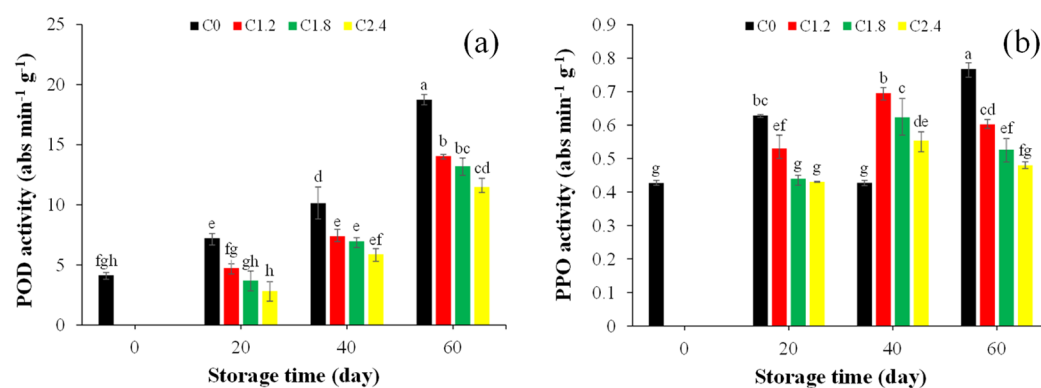 C0 C1.2 C1.8 C2.4
(a)
POD activity (abs min-1 g-1)
25
20
15
10
5
0
fgh
e
fg
gh
h
d
e
e
ef
a
b
bc
cd
0 20 40 60
Storage time (day)
C0 C1.2 C1.8 C2.4
(b)
PPO activity (abs min-1 g-1)
0.9
0.8
0.7
0.6
0.5
0.4
0.3
0.2
0.1
0
g
bc
ef
g
g
g
b
c
de
a
cd
ef
fg
0 20 40 60
Storage time (day)